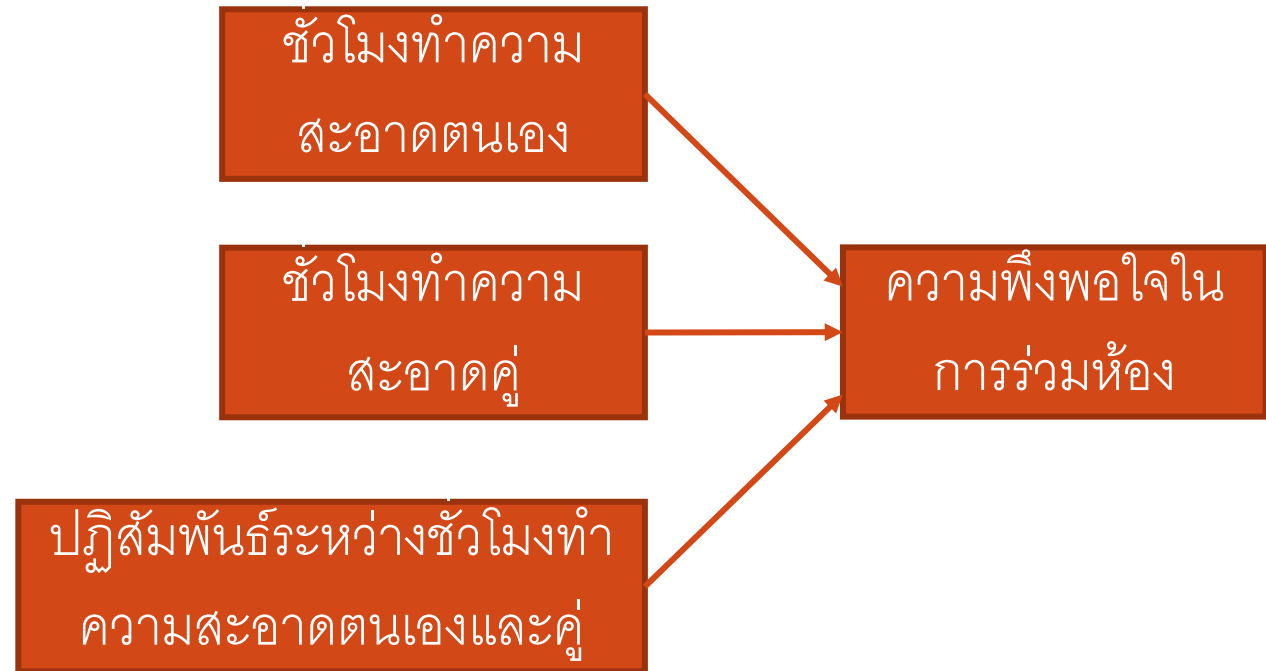 ชั่วโมงทำความ
สะอาดตนเอง
ชั่วโมงทำความ
สะอาดคู่
ความพึงพอใจใน
การร่วมห้อง
ปฏิสัมพันธ์ระหว่างชั่วโมงทำ
ความสะอาดตนเองและคู่